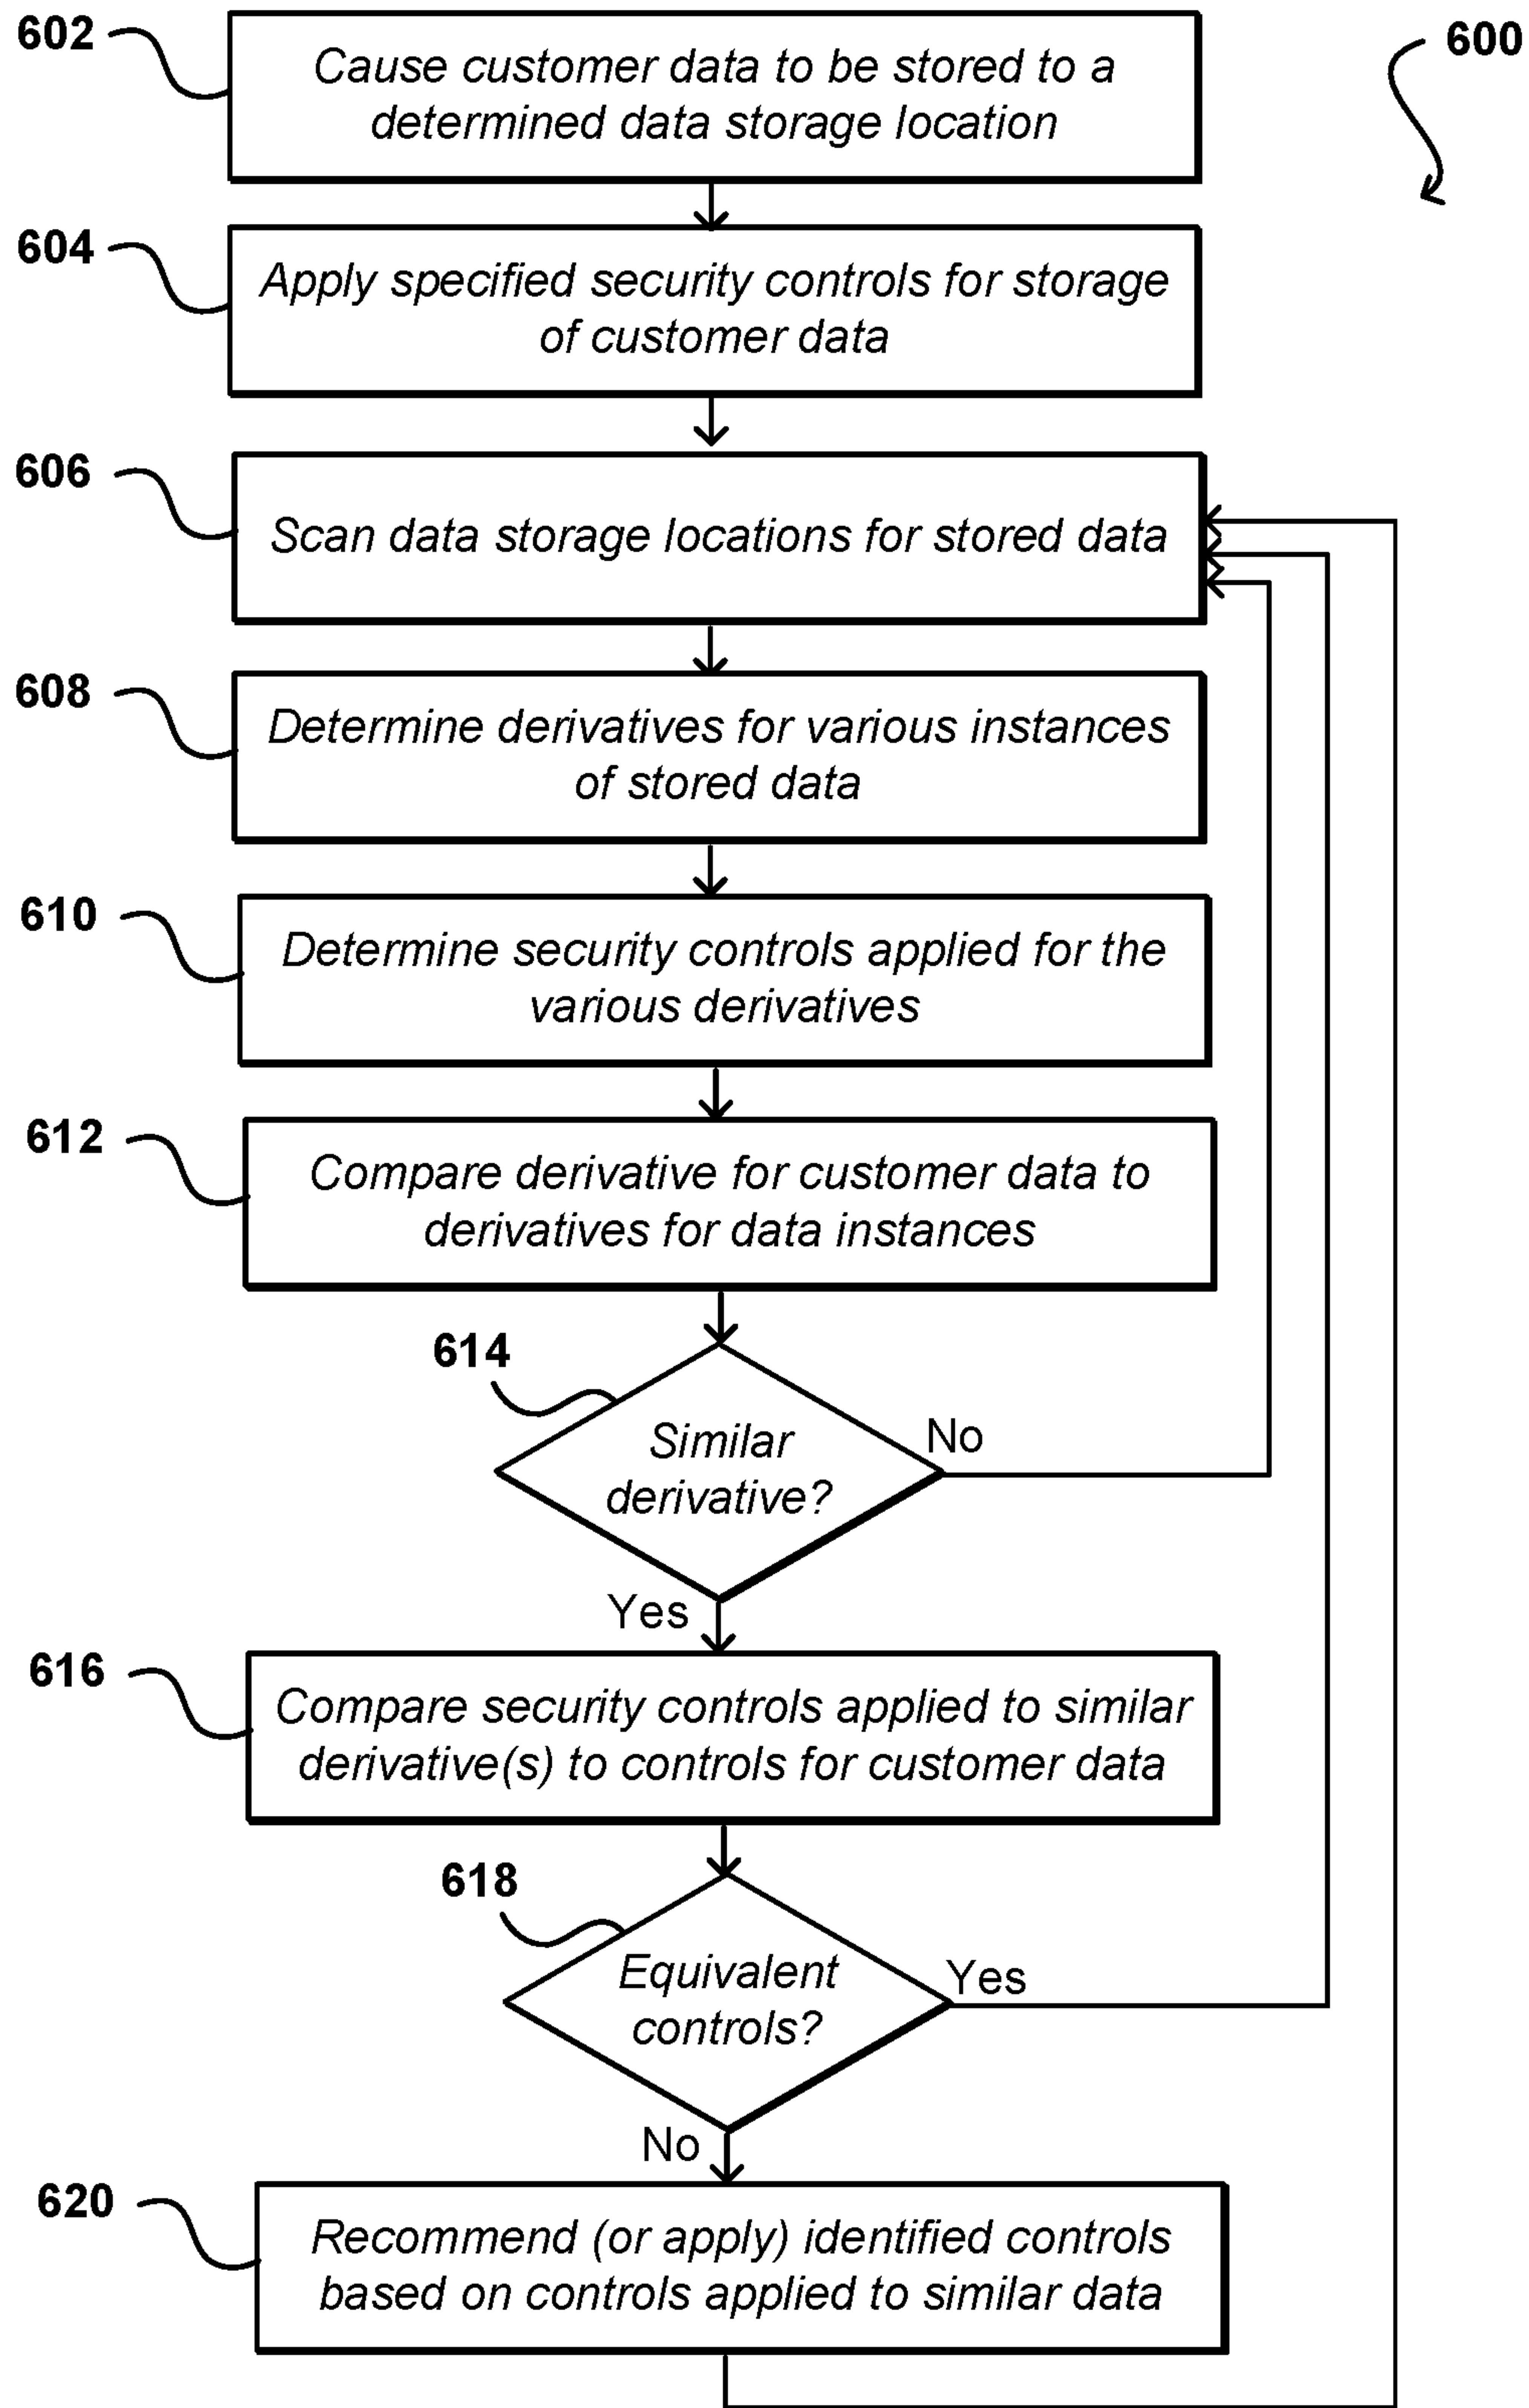 602
Cause customer data to be stored to a
determined data storage location
600
604
Apply specified security controls for storage
of customer data
606
Scan data storage locations for stored data
608
Determine derivatives for various instances
of stored data
610
Determine security controls applied for the
various derivatives
612
Compare derivative for customer data to
derivatives for data instances
614
Similar
derivative?
No
Yes
616
Compare security controls applied to similar
derivative(s) to controls for customer data
618
Equivalent
controls?
Yes
No
620
Recommend (or apply) identified controls
based on controls applied to similar data